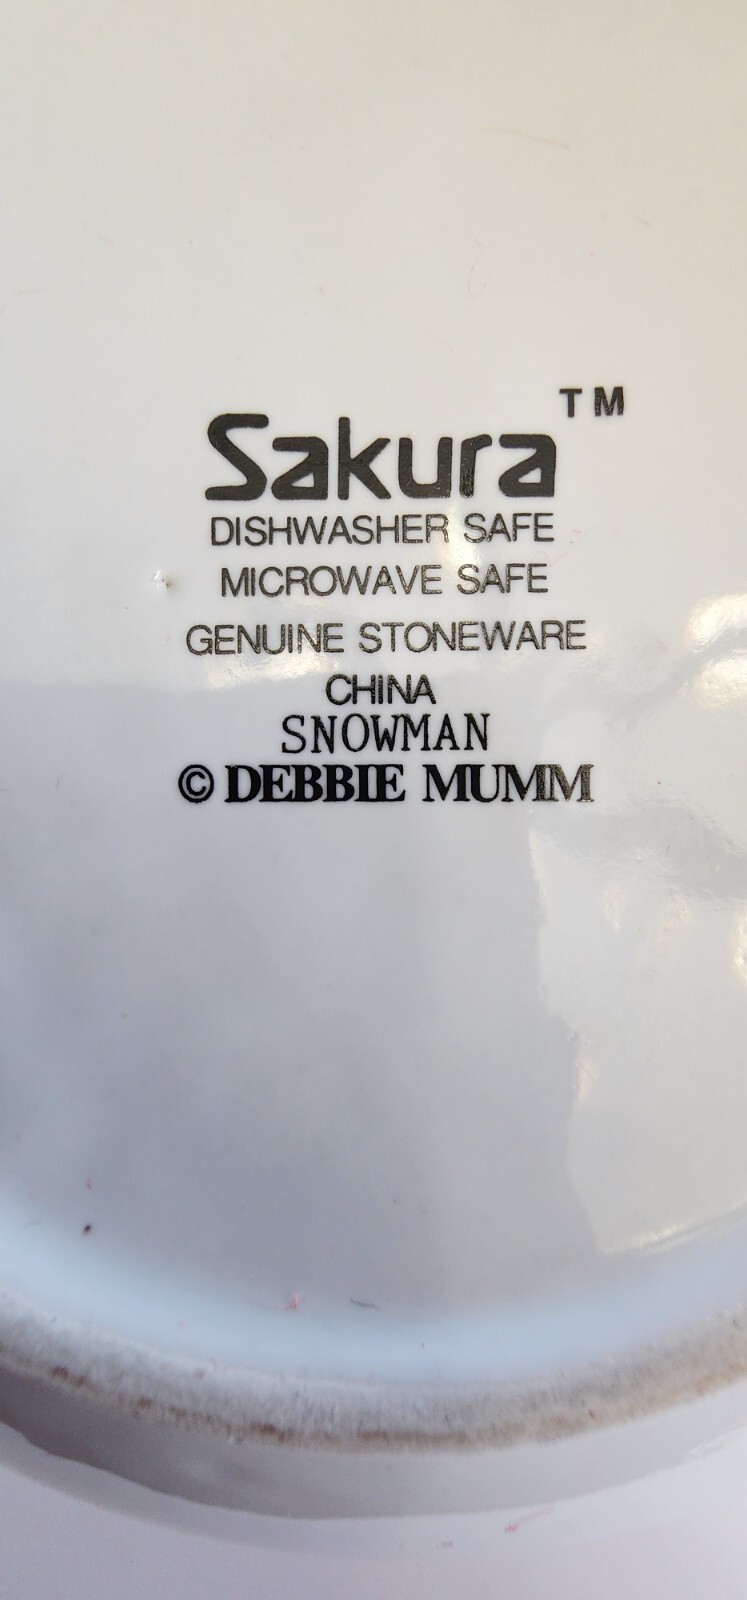 Sakura™
DISHWASHER SAFE
MICROWAVE SAFE
GENUINE STONEWARE
CHINA
SNOWMAN
© DEBBIE MUMM